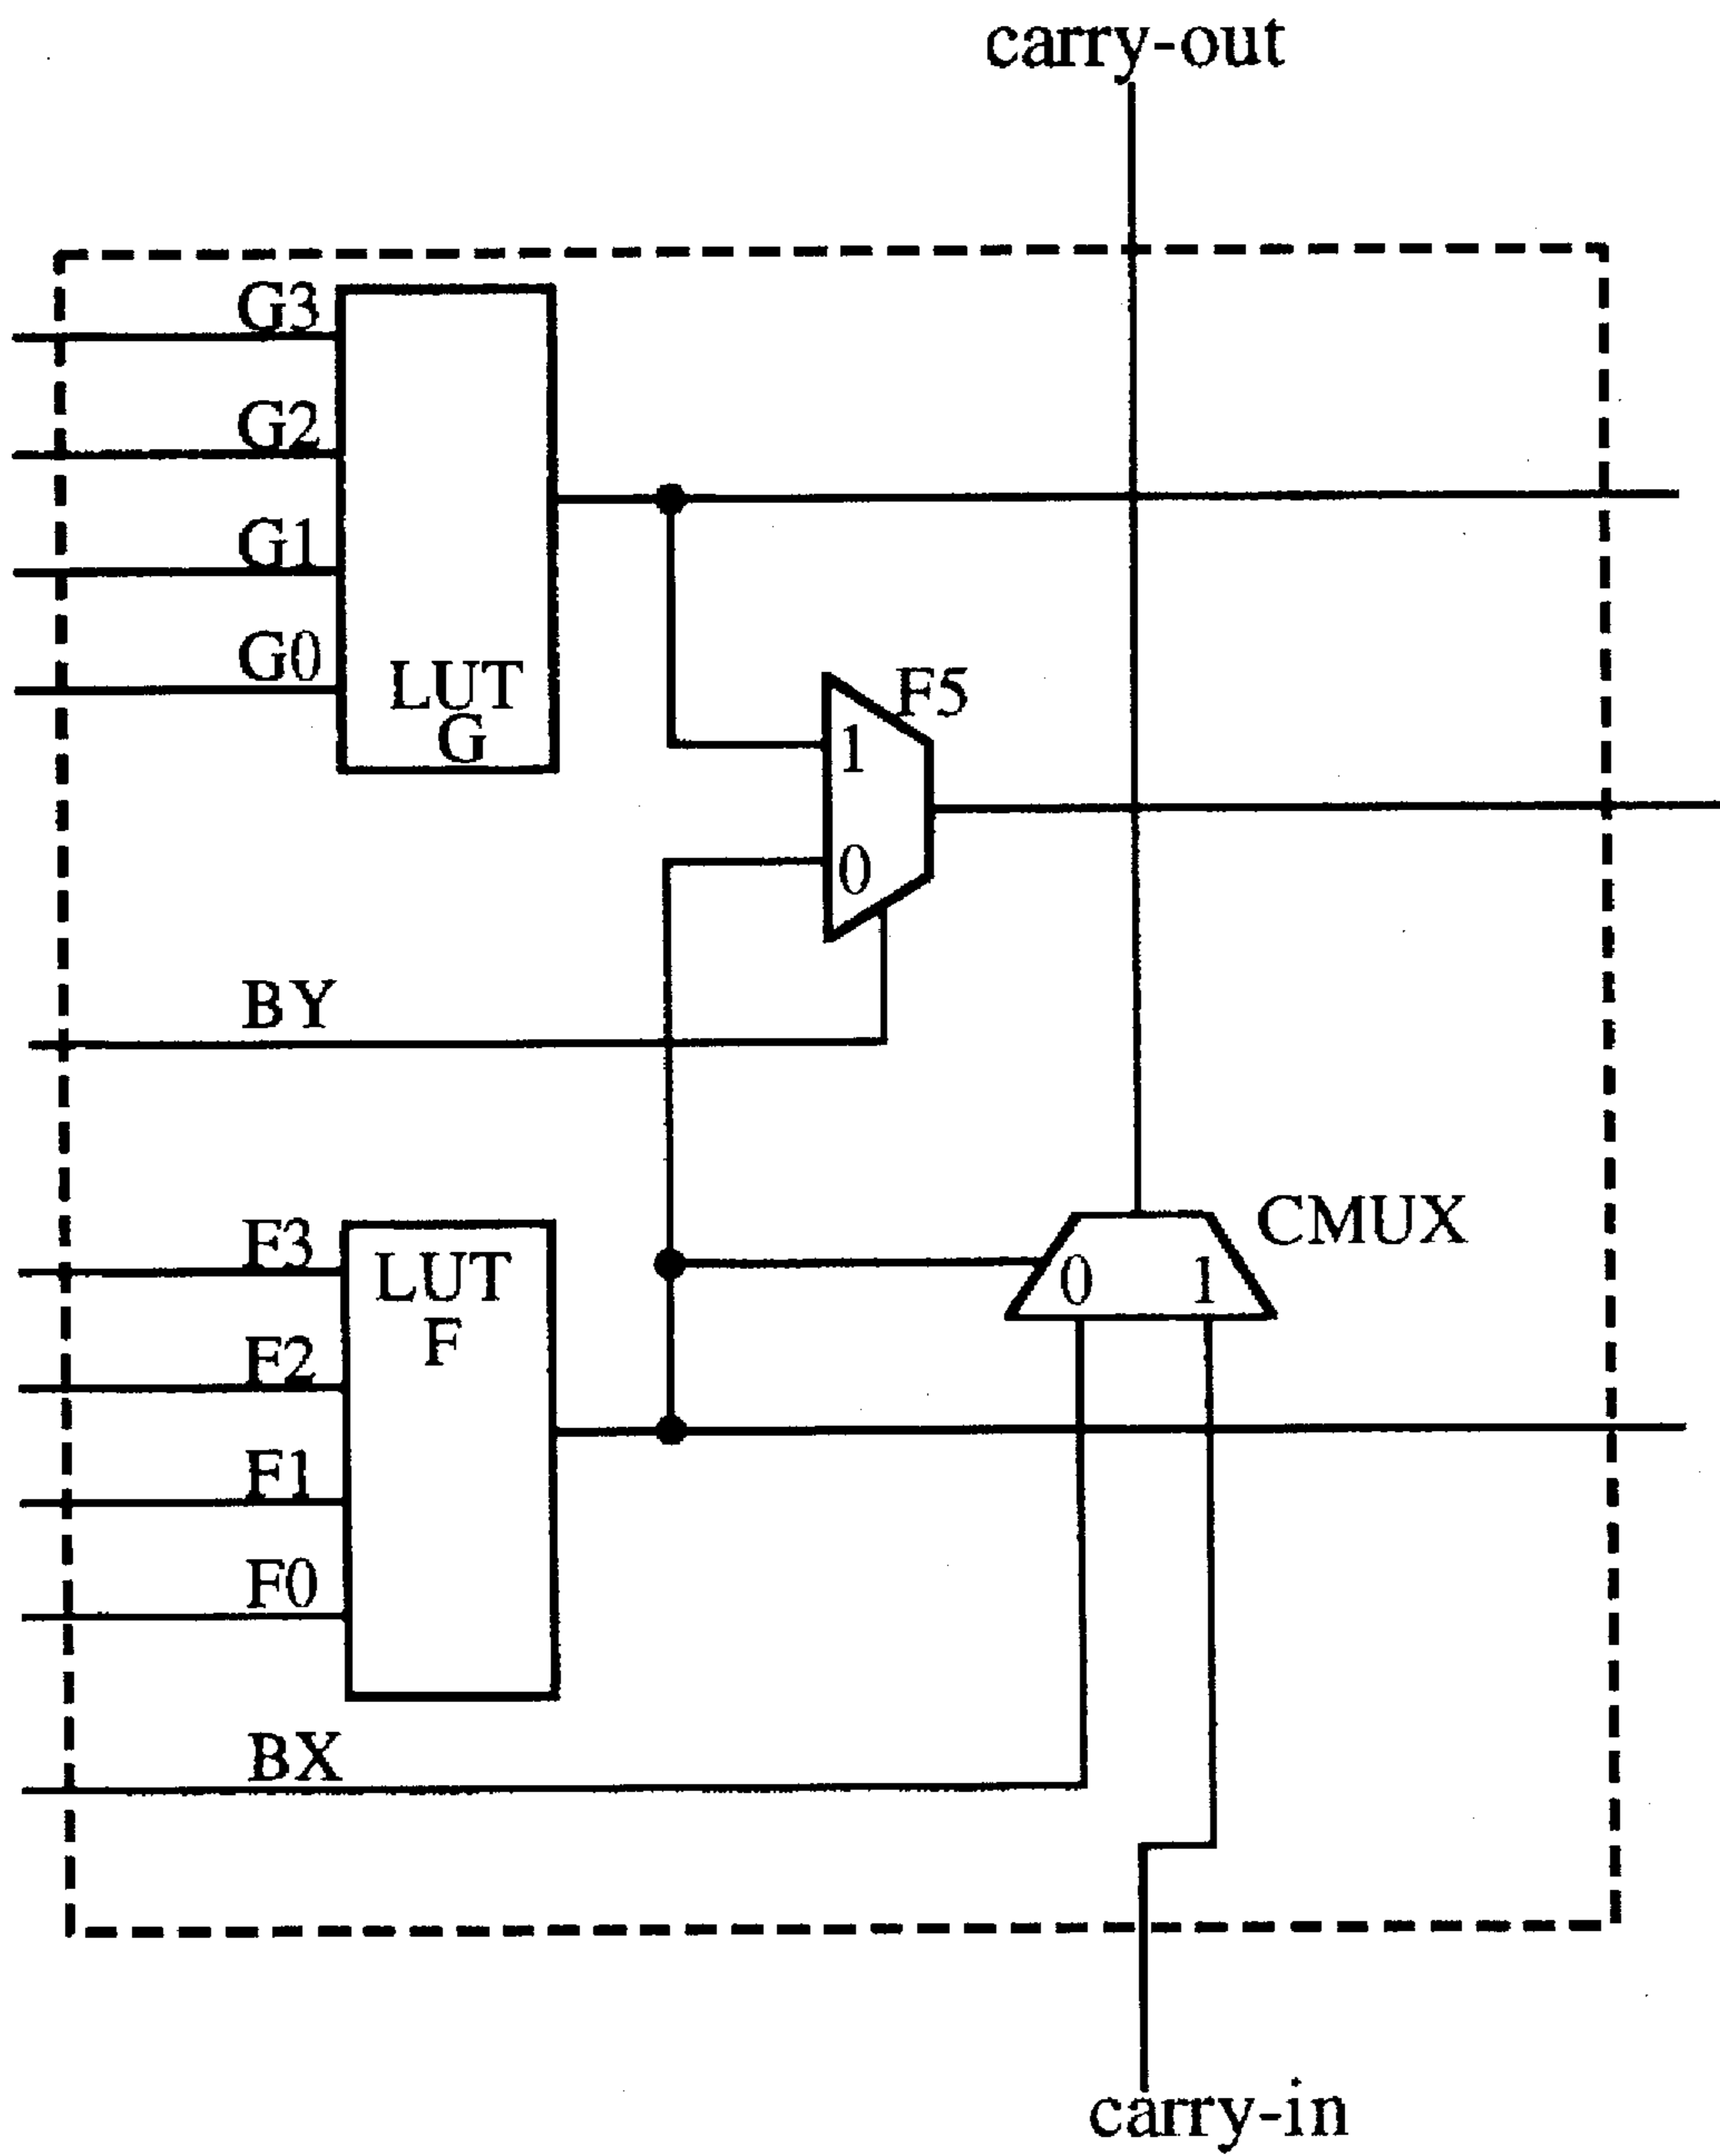 carry-out
G3
G2
G1
G0
LUT
G
F5
1
0
BY
F3
F2
F1
F0
LUT
F
CMUX
0 1
BX
carry-in